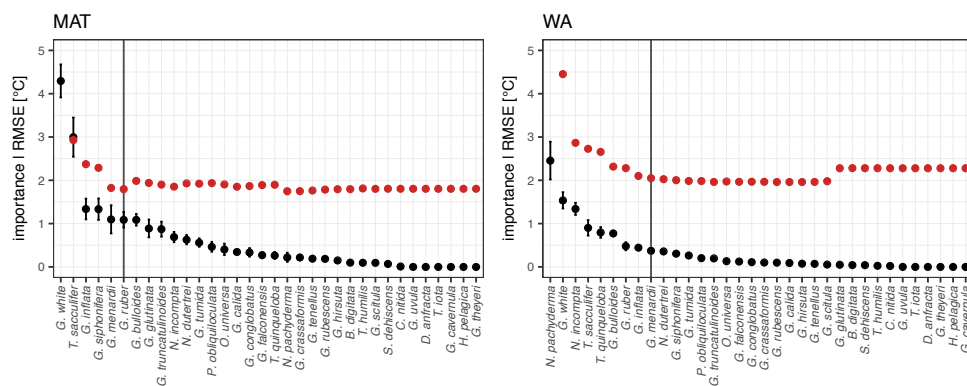 MAT
importance | RMSE [°C]
5
4
3
2
1
0
G. white
T. sacculifer
G. inflata
G. siphonifera
G. menardii
G. ruber
G. bulloides
G. glutinata
G. truncatulinoides
N. incompta
N. dutertrei
G. tumida
P. obliquiloculata
O. universa
G. calida
G. conglobatus
G. falconensis
T. quinqueloba
N. pachyderma
G. crassaformis
G. tenellus
G. rubescens
G. hirsuta
B. digitata
T. humilis
G. scitula
S. dehiscens
C. nitida
G. uvula
D. anfracta
T. iota
G. cavernula
H. pelagica
G. theyeri
WA
importance | RMSE [°C]
5
4
3
2
1
0
N. pachyderma
G. white
N. incompta
T. sacculifer
T. quinqueloba
G. bulloides
G. ruber
G. inflata
G. menardii
N. dutertrei
G. siphonifera
G. tumida
P. obliquiloculata
G. truncatulinoides
O. universa
G. falconensis
G. conglobatus
G. crassaformis
G. rubescens
G. calida
G. hirsuta
G. tenellus
G. scitula
G. glutinata
B. digitata
S. dehiscens
T. humilis
C. nitida
G. uvula
D. anfracta
T. iota
G. theyeri
H. pelagica